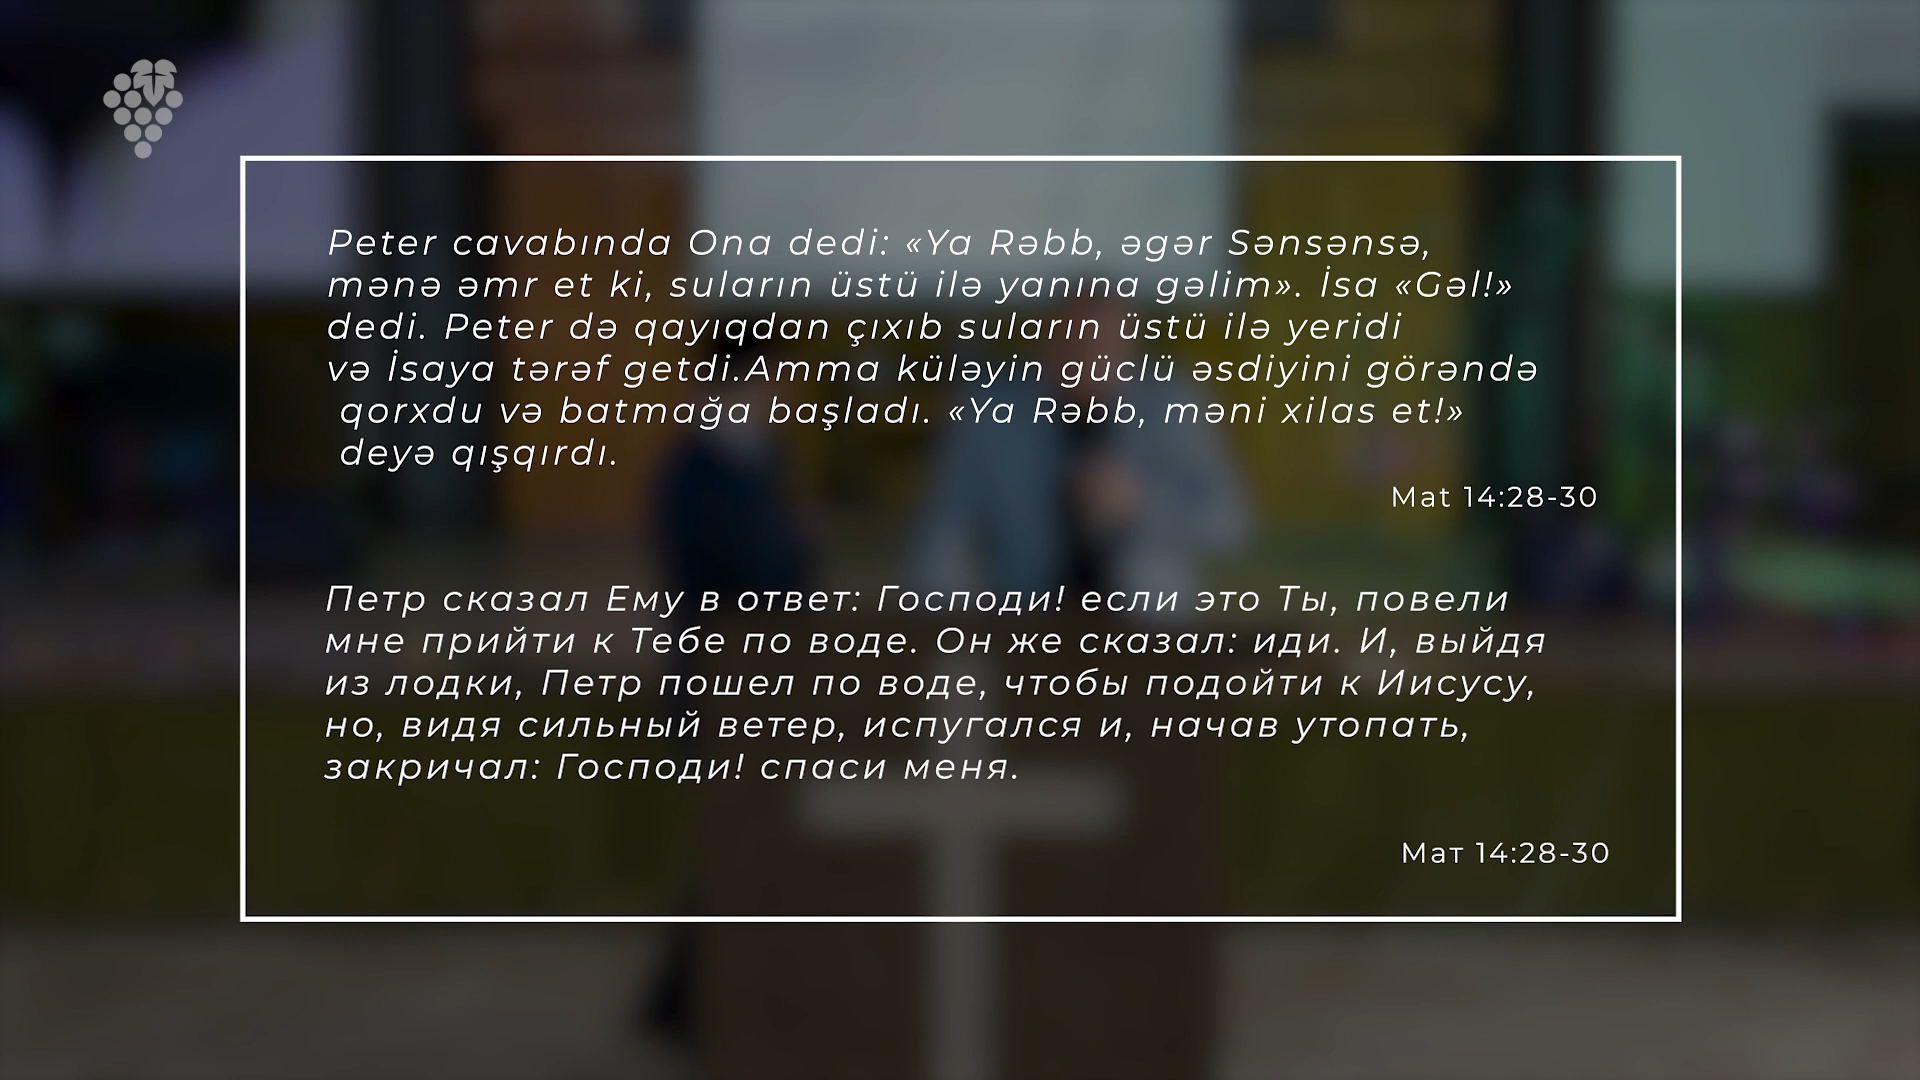 Peter cavabında Ona dedi: «Ya Rəbb, əgər Sənsənsə,
mənə əmr et ki, suların üstü ilə yanına gəlim». İsa «Gəl!»
dedi. Peter də qayıqdan çıxıb suların üstü ilə yeridi
və İsaya tərəf getdi.Amma küləyin güclü əsdiyini görəndə
qorxdu və batmağa başladı. «Ya Rəbb, məni xilas et!»
deyə qışqırdı.
Mat 14:28-30
Петр сказал Ему в ответ: Господи! если это Ты, повели
мне прийти к Тебе по воде. Он же сказал: иди. И, выйдя
из лодки, Петр пошел по воде, чтобы подойти к Иисусу,
но, видя сильный ветер, испугался и, начав утопать,
закричал: Господи! спаси меня.
Мат 14:28-30